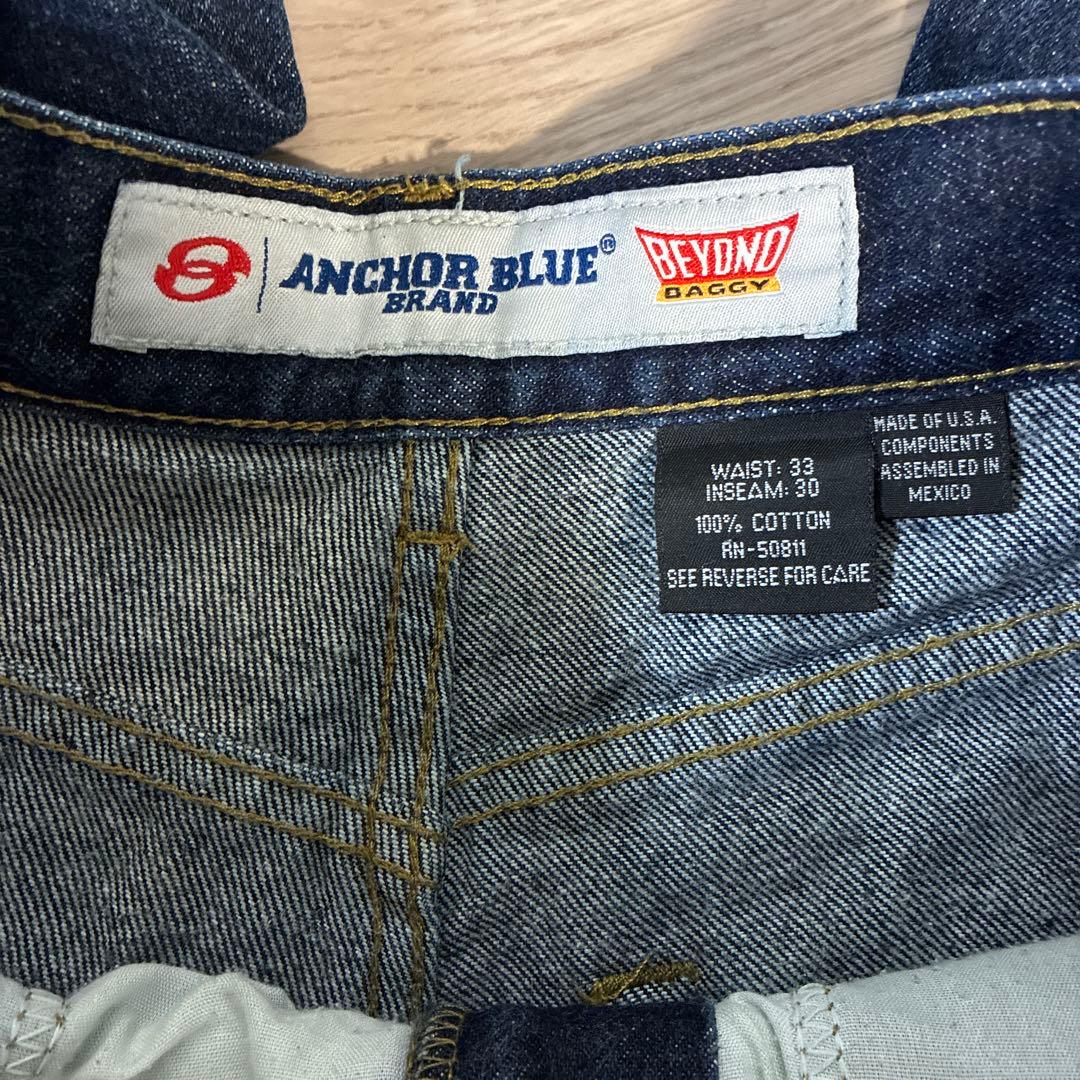 ANCHOR BLUE®
BRAND
BEYOND
BAGGY
WAIST: 33
INSEAM: 30
100% COTTON
RN-50811
SEE REVERSE FOR CARE
MADE OF U.S.A.
COMPONENTS
ASSEMBLED IN
MEXICO